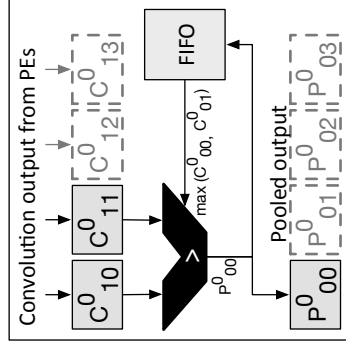 Convolution output from PEs
C⁰₁₀ C⁰₁₁ C⁰₁₂ C⁰₁₃
FIFO
max (C⁰₀₀, C⁰₀₁)
>
P⁰₀₀
Pooled output
P⁰₀₀ P⁰₀₁ P⁰₀₂ P⁰₀₃